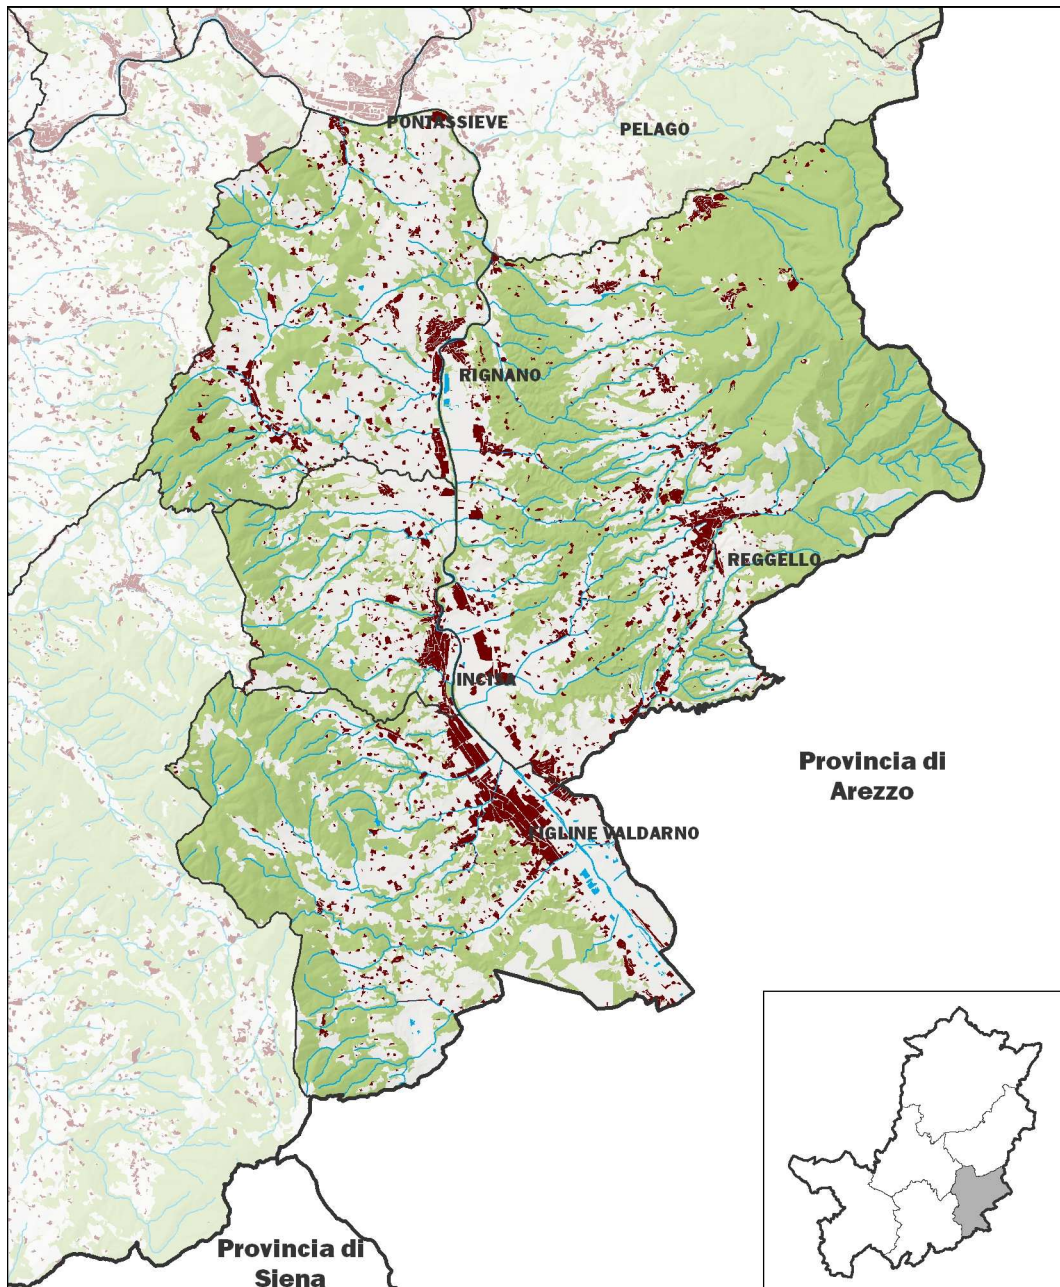 PONTASSIEVE
PELAGO
RIGNANO
REGGELLO
INCISA
Provincia di
Arezzo
FIGLINE VALDARNO
Provincia di
Siena